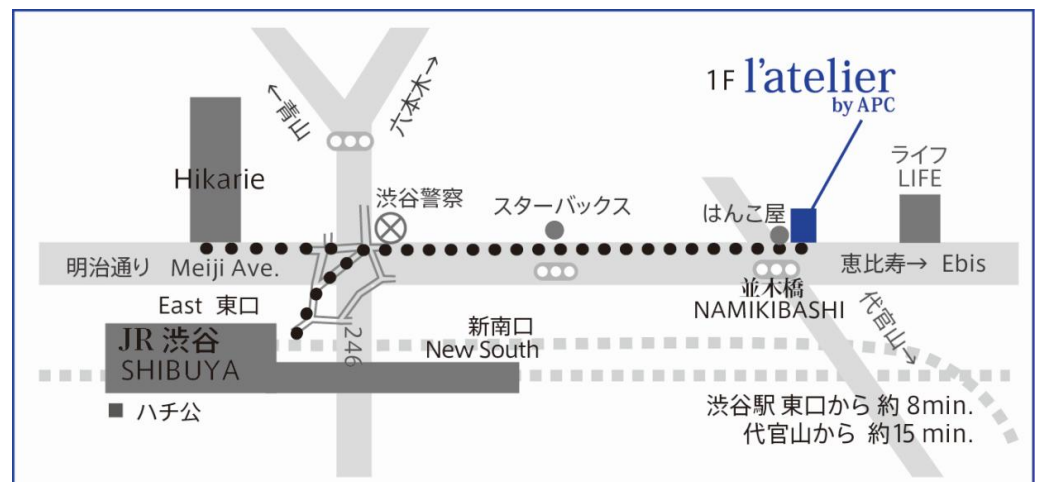 1F l'atelier
by APC
←青山
六本木→
ライフ
LIFE
Hikarie
渋谷警察
スターバックス
はんこ屋
明治通り Meiji Ave.
恵比寿→ Ebis
並木橋
NAMIKIBASHI
代官山→
East 東口
JR 渋谷
SHIBUYA
246
新南口
New South
ハチ公
渋谷駅 東口から 約 8min.
代官山から 約15 min.